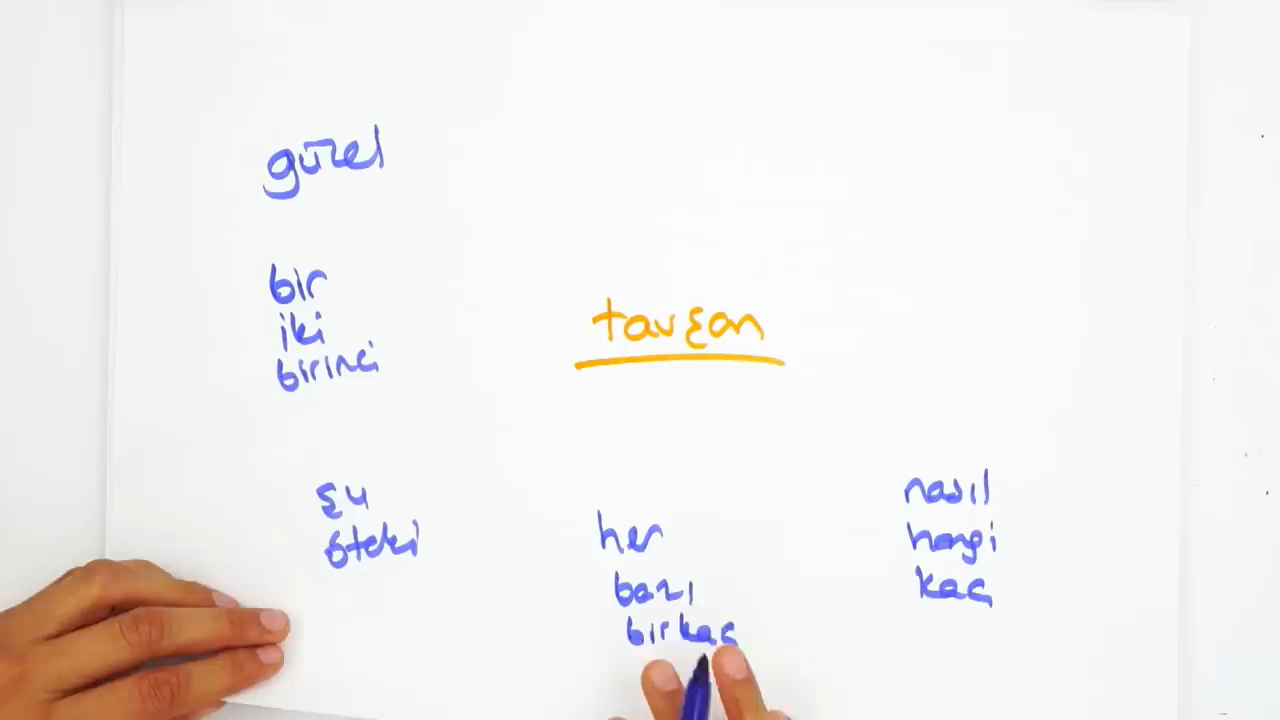 güzel
bir
iki
birinci
tavşan
şu
öteki
her
bazı
birkaç
nasıl
hangi
kaç